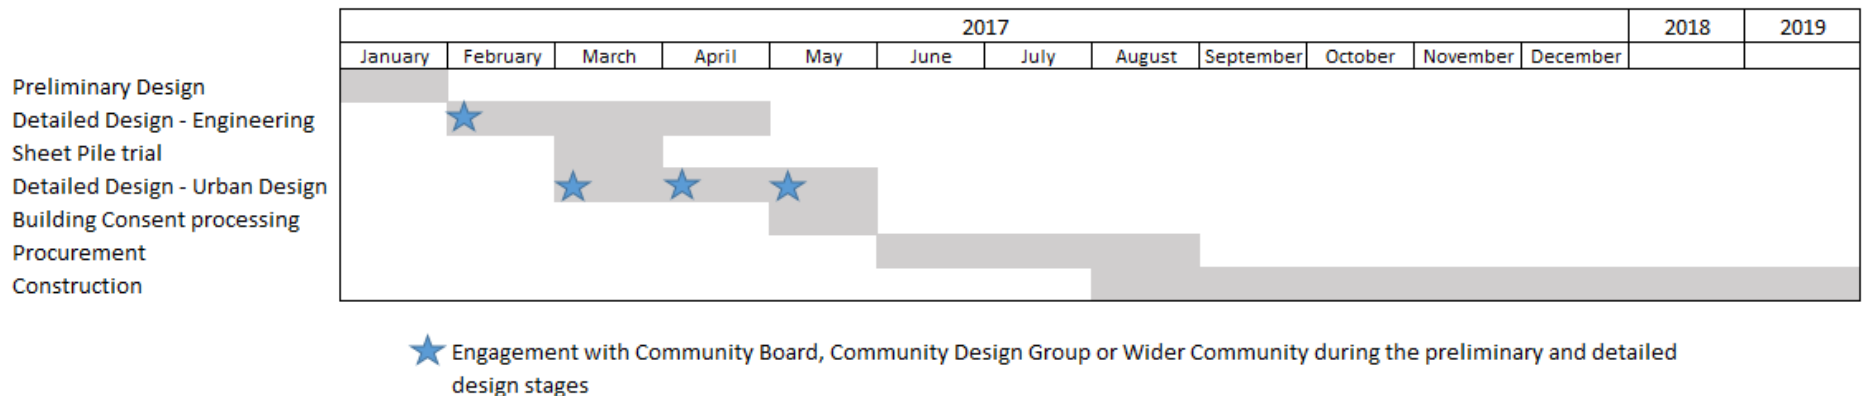 2017 2018 2019
January February March April May June July August September October November December
Preliminary Design
Detailed Design - Engineering
Sheet Pile trial
Detailed Design - Urban Design
Building Consent processing
Procurement
Construction
Engagement with Community Board, Community Design Group or Wider Community during the preliminary and detailed
design stages